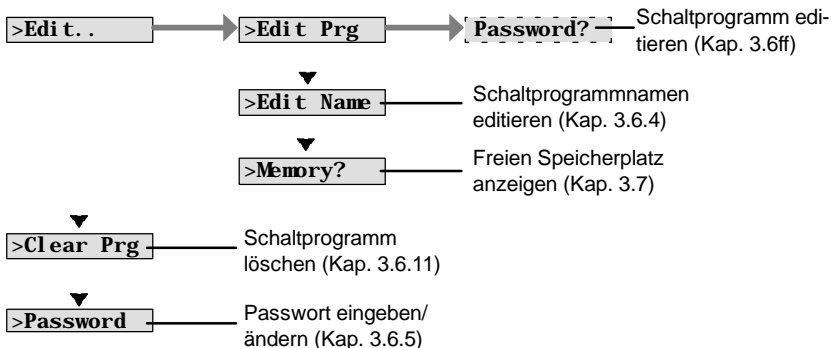 >Edit..
>Edit Prg
Password?
Schaltprogramm edi-
tieren (Kap. 3.6ff)
>Edit Name
Schaltprogrammnamen
editieren (Kap. 3.6.4)
>Memory?
Freien Speicherplatz
anzeigen (Kap. 3.7)
>Clear Prg
Schaltprogramm
löschen (Kap. 3.6.11)
>Password
Passwort eingeben/
ändern (Kap. 3.6.5)